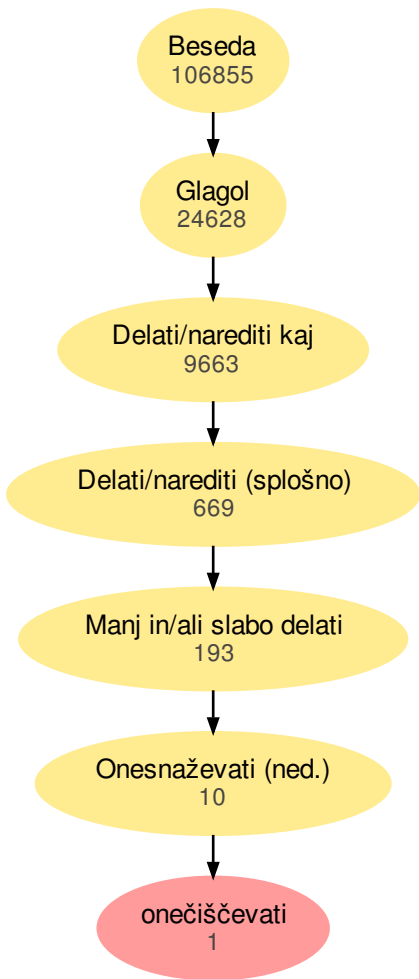 Beseda
106855
Glagol
24628
Delati/narediti kaj
9663
Delati/narediti (splošno)
669
Manj in/ali slabo delati
193
Onesnaževati (ned.)
10
onečiščevati
1